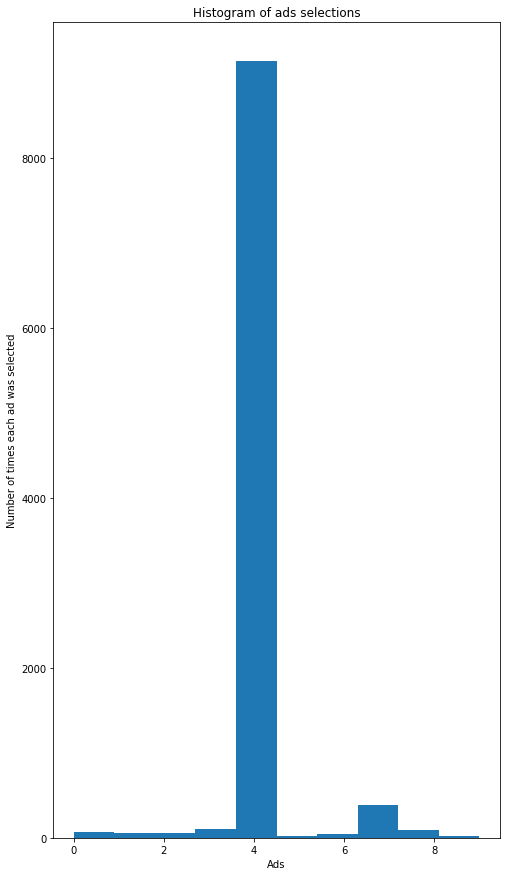 Histogram of ads selections
Number of times each ad was selected
8000
6000
4000
2000
0
0 2 4 6 8
Ads